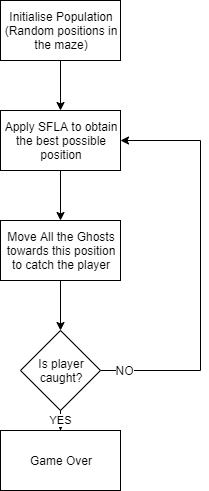 Initialise Population
(Random positions in
the maze)
Apply SFLA to obtain
the best possible
position
Move All the Ghosts
towards this position
to catch the player
Is player
caught?
NO
YES
Game Over